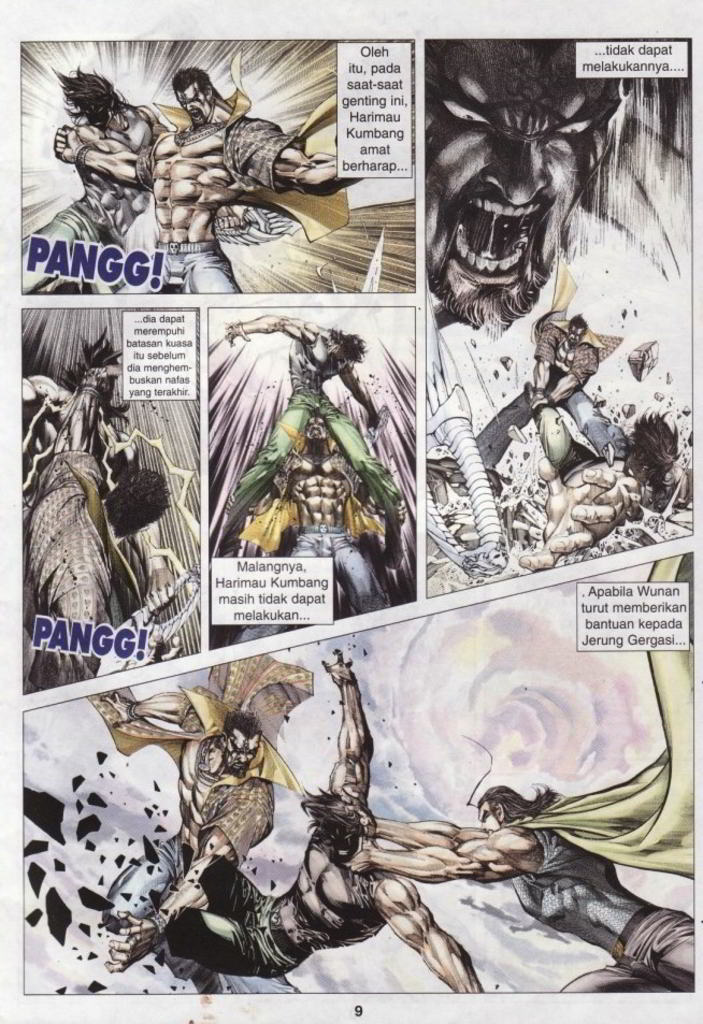 Oleh
itu, pada
saat-saat
genting ini,
Harimau
Kumbang
amat
berharap...
PANGG!
...tidak dapat
melakukannya....
...dia dapat
merempuhi
batasan kuasa
itu sebelum
dia menghem-
buskan nafas
yang terakhir.
PANGG!
Malangnya,
Harimau Kumbang
masih tidak dapat
melakukan...
. Apabila Wunan
turut memberikan
bantuan kepada
Jerung Gergasi...
9